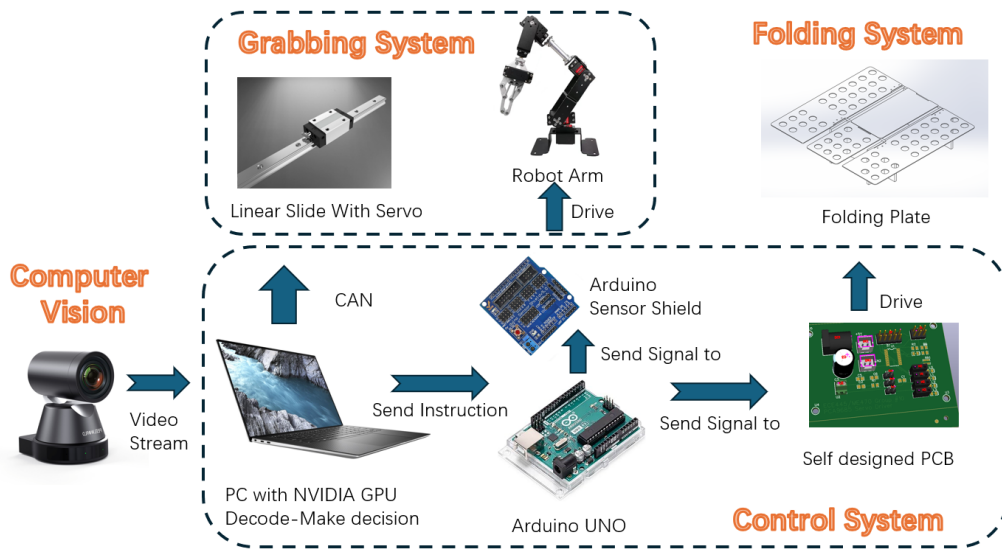 Grabbing System
Folding System
Linear Slide With Servo
Robot Arm
Drive
Folding Plate
Computer
Vision
CAN
Arduino
Sensor Shield
Drive
Video
Stream
Send Instruction
Send Signal to
Send Signal to
PC with NVIDIA GPU
Decode-Make decision
Arduino UNO
Self designed PCB
Control System